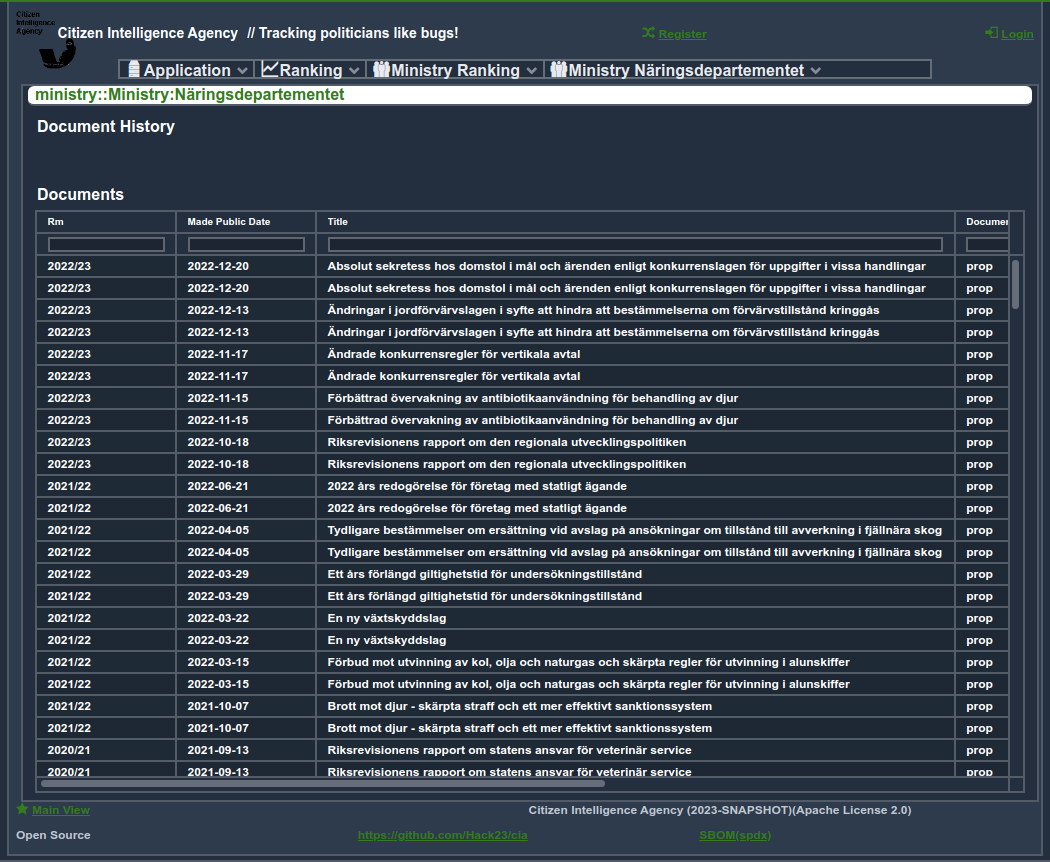 Citizen
Intelligence
Agency
Citizen Intelligence Agency // Tracking politicians like bugs!
Register
Login
Application
Ranking
Ministry Ranking
Ministry Näringsdepartementet
ministry::Ministry:Näringsdepartementet
Document History
Documents
Rm Made Public Date Title Documen
2022/23 2022-12-20 Absolut sekretess hos domstol i mål och ärenden enligt konkurrenslagen för uppgifter i vissa handlingar prop
2022/23 2022-12-20 Absolut sekretess hos domstol i mål och ärenden enligt konkurrenslagen för uppgifter i vissa handlingar prop
2022/23 2022-12-13 Ändringar i jordförvärvslagen i syfte att hindra att bestämmelserna om förvärvstillstånd kringgås prop
2022/23 2022-12-13 Ändringar i jordförvärvslagen i syfte att hindra att bestämmelserna om förvärvstillstånd kringgås prop
2022/23 2022-11-17 Ändrade konkurrensregler för vertikala avtal prop
2022/23 2022-11-17 Ändrade konkurrensregler för vertikala avtal prop
2022/23 2022-11-15 Förbättrad övervakning av antibiotikaanvändning för behandling av djur prop
2022/23 2022-11-15 Förbättrad övervakning av antibiotikaanvändning för behandling av djur prop
2022/23 2022-10-18 Riksrevisionens rapport om den regionala utvecklingspolitiken prop
2022/23 2022-10-18 Riksrevisionens rapport om den regionala utvecklingspolitiken prop
2021/22 2022-06-21 2022 års redogörelse för företag med statligt ägande prop
2021/22 2022-06-21 2022 års redogörelse för företag med statligt ägande prop
2021/22 2022-04-05 Tydligare bestämmelser om ersättning vid avslag på ansökningar om tillstånd till avverkning i fjällnära skog prop
2021/22 2022-04-05 Tydligare bestämmelser om ersättning vid avslag på ansökningar om tillstånd till avverkning i fjällnära skog prop
2021/22 2022-03-29 Ett års förlängd giltighetstid för undersökningstillstånd prop
2021/22 2022-03-29 Ett års förlängd giltighetstid för undersökningstillstånd prop
2021/22 2022-03-22 En ny växtskyddslag prop
2021/22 2022-03-22 En ny växtskyddslag prop
2021/22 2022-03-15 Förbud mot utvinning av kol, olja och naturgas och skärpta regler för utvinning i alunskiffer prop
2021/22 2022-03-15 Förbud mot utvinning av kol, olja och naturgas och skärpta regler för utvinning i alunskiffer prop
2021/22 2021-10-07 Brott mot djur - skärpta straff och ett mer effektivt sanktionssystem prop
2021/22 2021-10-07 Brott mot djur - skärpta straff och ett mer effektivt sanktionssystem prop
2020/21 2021-09-13 Riksrevisionens rapport om statens ansvar för veterinär service prop
2020/21 2021-09-13 Riksrevisionens rapport om statens ansvar för veterinär service prop
Main View
Citizen Intelligence Agency (2023-SNAPSHOT)(Apache License 2.0)
Open Source
https://github.com/Hack23/cia
SBOM(spdx)